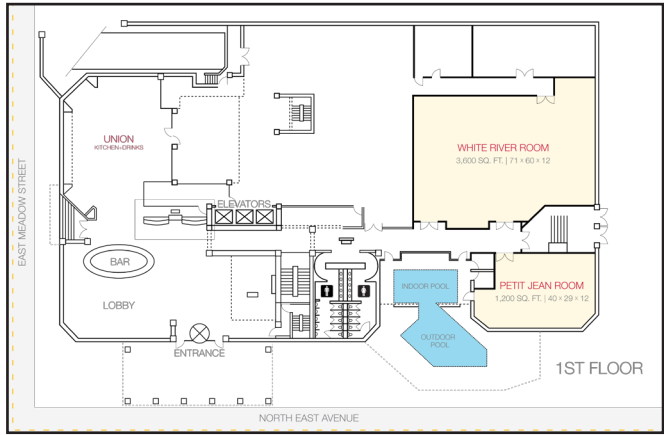 UNION
KITCHEN+DRINKS
WHITE RIVER ROOM
3,600 SQ. FT. | 71 x 60 x 12
EAST MEADOW STREET
ELEVATORS
BAR
LOBBY
INDOOR POOL
PETIT JEAN ROOM
1,200 SQ. FT. | 40 x 29 x 12
OUTDOOR
POOL
ENTRANCE
1ST FLOOR
NORTH EAST AVENUE